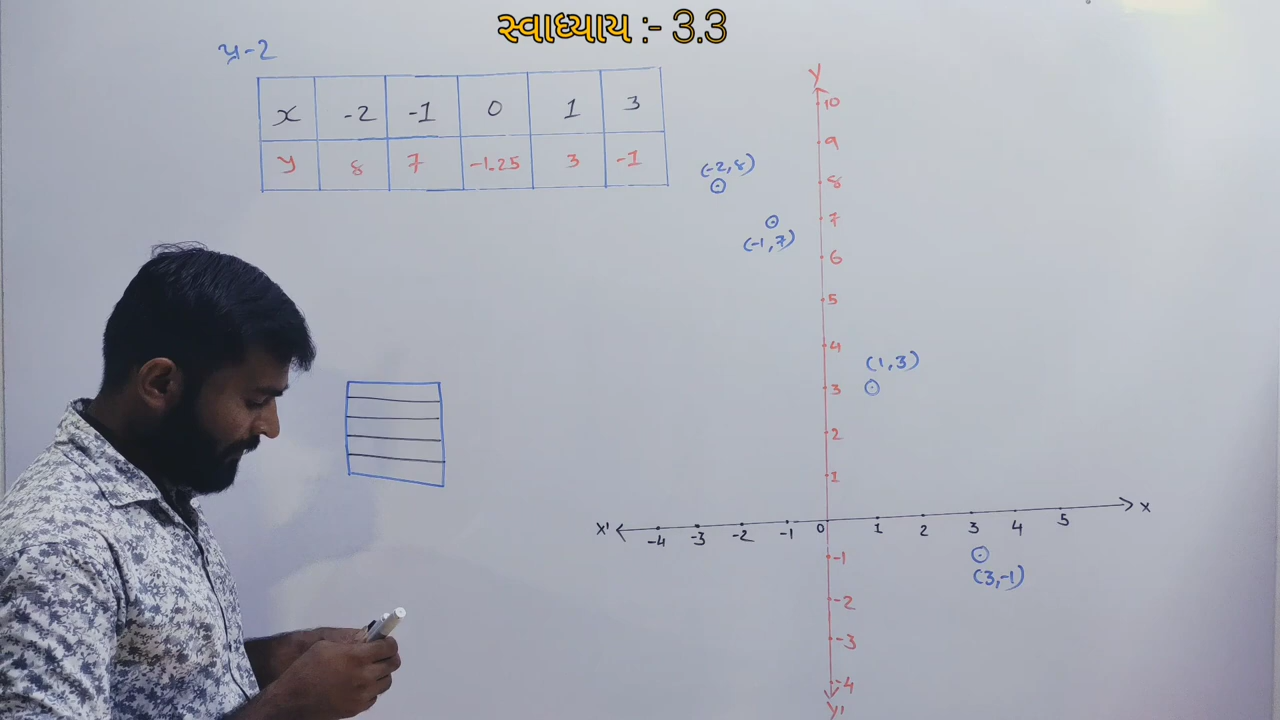 સ્વાધ્યાય :- 3.3
પ્ર-2
x -2 -1 0 1 3
y 8 7 -1.25 3 -1
y
10
9
(-2,8)
8
7
(-1,7)
6
5
4
(1,3)
3
2
1
x' -4 -3 -2 -1 0 1 2 3 4 5 x
-1
(3,-1)
-2
-3
-4
y'